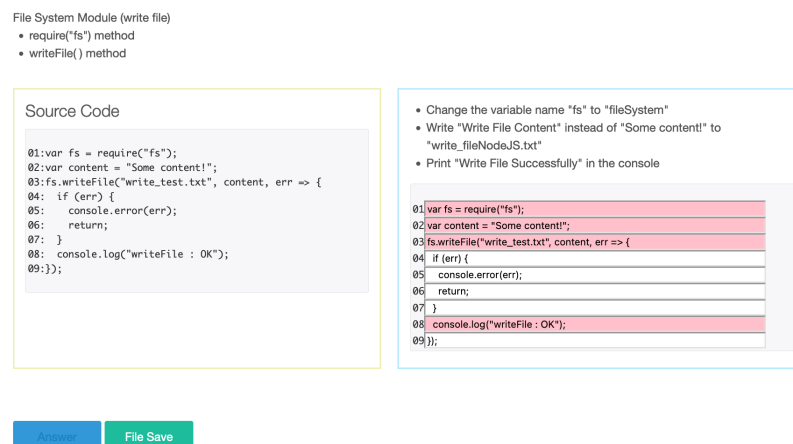 File System Module (write file)
• require("fs") method
• writeFile( ) method
Source Code
01:var fs = require("fs");
02:var content = "Some content!";
03:fs.writeFile("write_test.txt", content, err => {
04:  if (err) {
05:    console.error(err);
06:    return;
07:  }
08:  console.log("writeFile : OK");
09:});
• Change the variable name "fs" to "fileSystem"
• Write "Write File Content" instead of "Some content!" to
"write_fileNodeJS.txt"
• Print "Write File Successfully" in the console
01 var fs = require("fs");
02 var content = "Some content!";
03 fs.writeFile("write_test.txt", content, err => {
04   if (err) {
05     console.error(err);
06     return;
07   }
08   console.log("writeFile : OK");
09 });
Answer
File Save